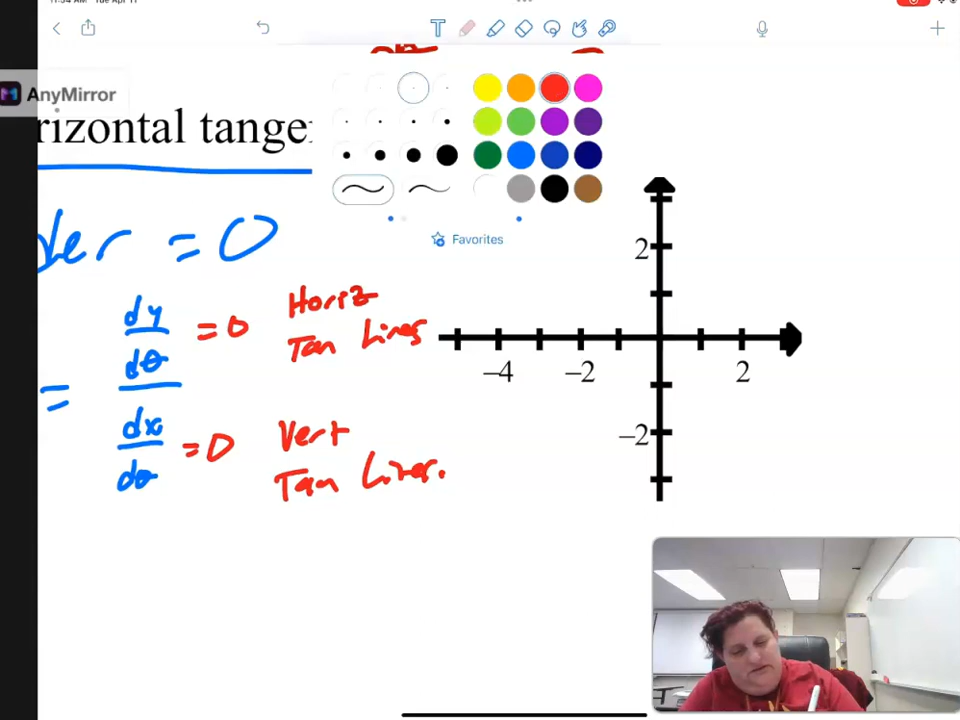 AnyMirror
rizontal tange
der = 0
Favorites
dy
dθ
= 0 Horiz
Tan Lines
=
dx
dθ
= 0 Vert
Tan Lines.
2
-4 -2 2
-2